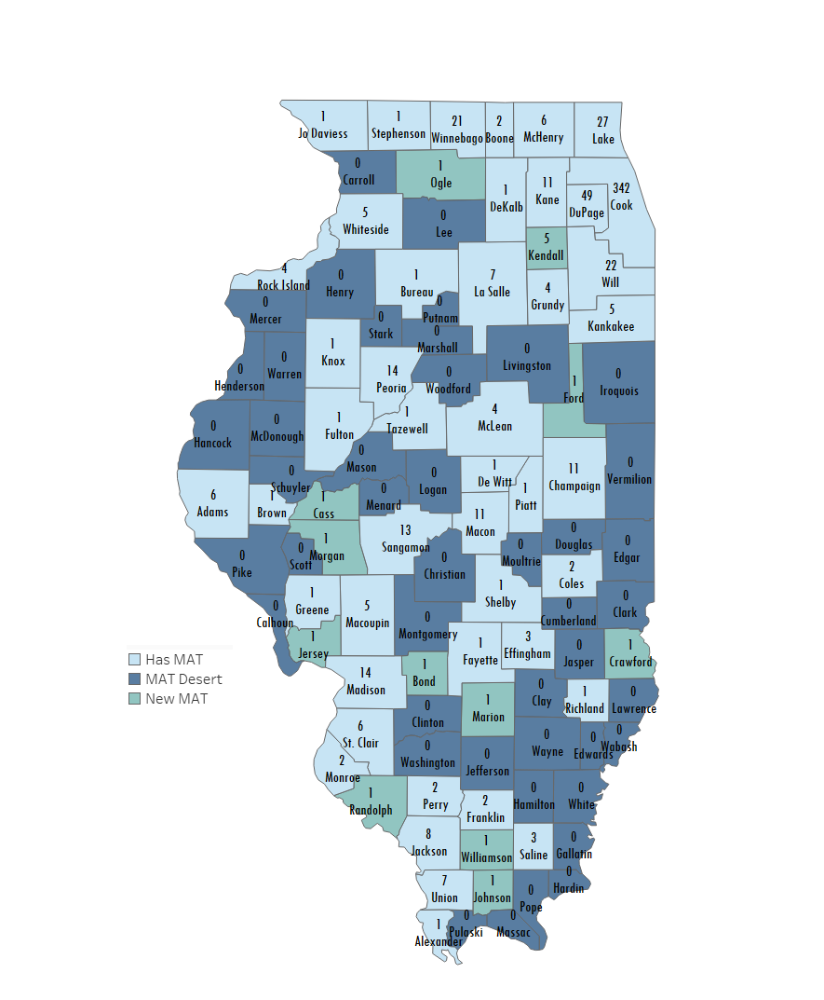 1
Jo Daviess
1
Stephenson
21
Winnebago
2
Boone
6
McHenry
27
Lake
0
Carroll
1
Ogle
1
DeKalb
11
Kane
49
DuPage
342
Cook
5
Whiteside
0
Lee
5
Kendall
22
Will
4
Rock Island
0
Henry
1
Bureau
0
Putnam
7
La Salle
4
Grundy
5
Kankakee
0
Mercer
0
Stark
0
Marshall
1
Knox
0
Henderson
0
Warren
14
Peoria
0
Woodford
0
Livingston
1
Ford
0
Iroquois
0
Hancock
0
McDonough
1
Fulton
1
Tazewell
4
McLean
0
Mason
0
Schuyler
0
Logan
1
De Witt
11
Champaign
0
Vermilion
6
Adams
1
Brown
1
Cass
0
Menard
1
Piatt
11
Macon
13
Sangamon
0
Pike
0
Scott
1
Morgan
0
Christian
0
Moultrie
0
Douglas
0
Edgar
2
Coles
0
Calhoun
1
Greene
5
Macoupin
0
Montgomery
1
Shelby
0
Cumberland
0
Clark
1
Jersey
1
Fayette
3
Effingham
0
Jasper
1
Crawford
Has MAT
MAT Desert
New MAT
14
Madison
1
Bond
1
Marion
0
Clay
1
Richland
0
Lawrence
6
St. Clair
0
Clinton
0
Washington
0
Jefferson
0
Wayne
0
Edwards
0
Wabash
2
Monroe
1
Randolph
2
Perry
2
Franklin
0
Hamilton
0
White
8
Jackson
1
Williamson
3
Saline
0
Gallatin
7
Union
1
Johnson
0
Pope
0
Hardin
1
Alexander
0
Pulaski
0
Massac